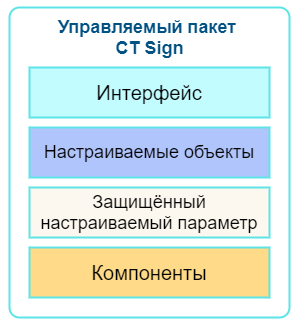 Управляемый пакет
CT Sign
Интерфейс
Настраиваемые объекты
Защищённый
настраиваемый параметр
Компоненты